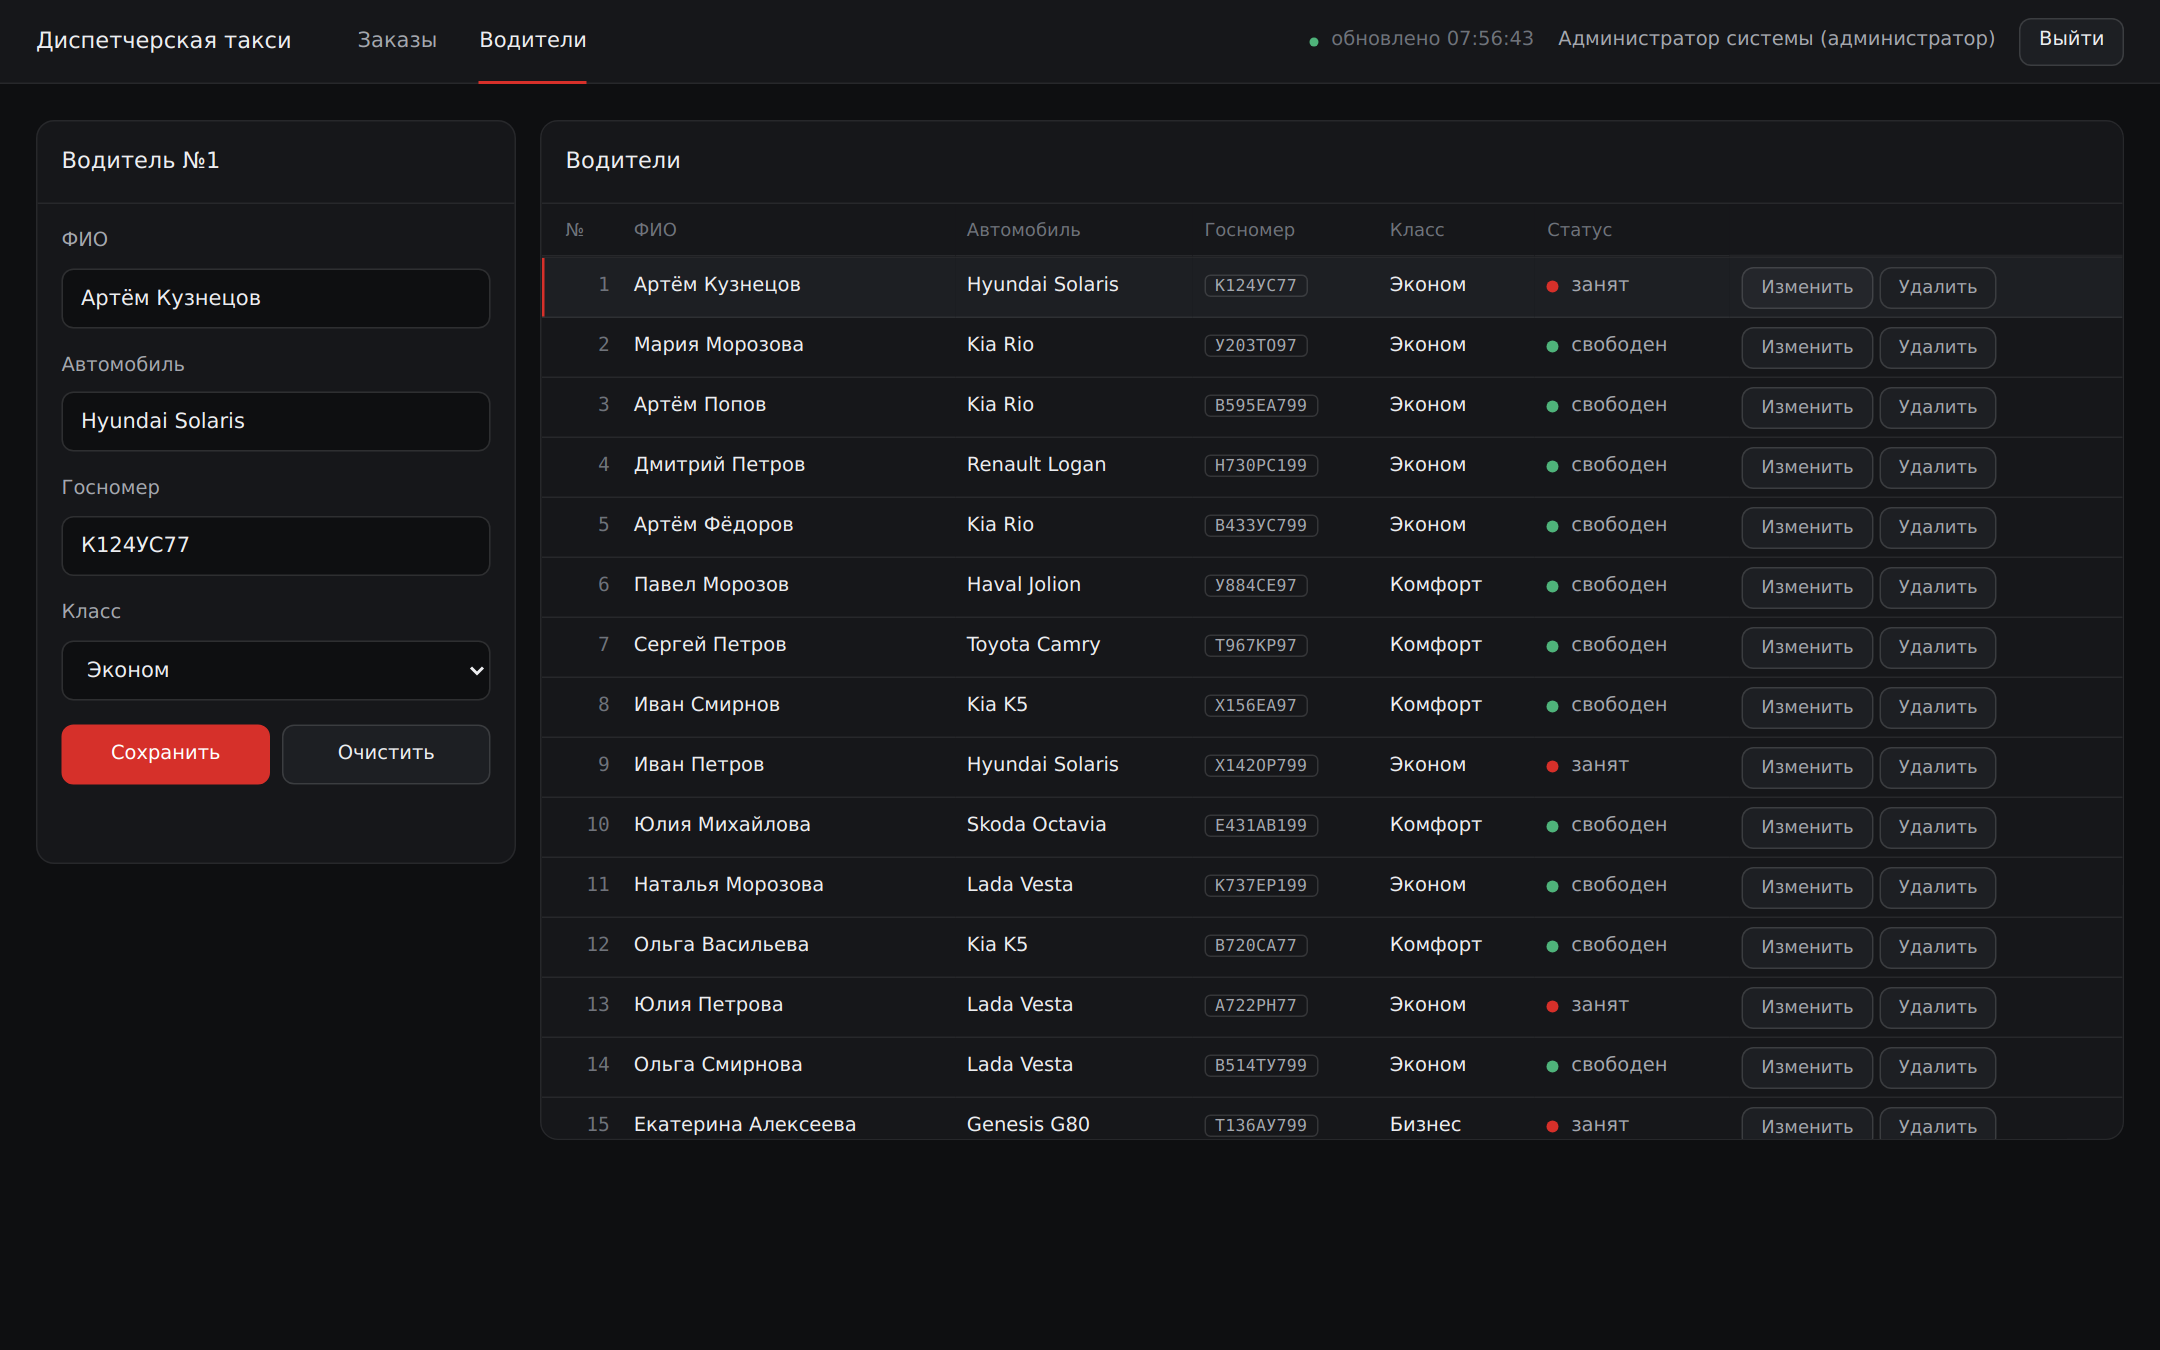 Диспетчерская такси Заказы Водители обновлено 07:56:43 Администратор системы (администратор) Выйти
Водитель №1
ФИО
Артём Кузнецов
Автомобиль
Hyundai Solaris
Госномер
К124УС77
Класс
Эконом
Сохранить Очистить
Водители
№ ФИО Автомобиль Госномер Класс Статус
1 Артём Кузнецов Hyundai Solaris К124УС77 Эконом занят Изменить Удалить
2 Мария Морозова Kia Rio У203ТО97 Эконом свободен Изменить Удалить
3 Артём Попов Kia Rio В595ЕА799 Эконом свободен Изменить Удалить
4 Дмитрий Петров Renault Logan Н730РС199 Эконом свободен Изменить Удалить
5 Артём Фёдоров Kia Rio В433УС799 Эконом свободен Изменить Удалить
6 Павел Морозов Haval Jolion У884СЕ97 Комфорт свободен Изменить Удалить
7 Сергей Петров Toyota Camry Т967КР97 Комфорт свободен Изменить Удалить
8 Иван Смирнов Kia K5 Х156ЕА97 Комфорт свободен Изменить Удалить
9 Иван Петров Hyundai Solaris Х142ОР799 Эконом занят Изменить Удалить
10 Юлия Михайлова Skoda Octavia Е431АВ199 Комфорт свободен Изменить Удалить
11 Наталья Морозова Lada Vesta К737ЕР199 Эконом свободен Изменить Удалить
12 Ольга Васильева Kia K5 В720СА77 Комфорт свободен Изменить Удалить
13 Юлия Петрова Lada Vesta А722РН77 Эконом занят Изменить Удалить
14 Ольга Смирнова Lada Vesta В514ТУ799 Эконом свободен Изменить Удалить
15 Екатерина Алексеева Genesis G80 Т136АУ799 Бизнес занят Изменить Удалить